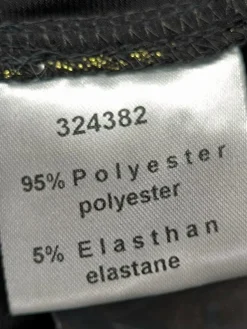 324382
95% Polyester
polyester
5% Elasthan
elastane